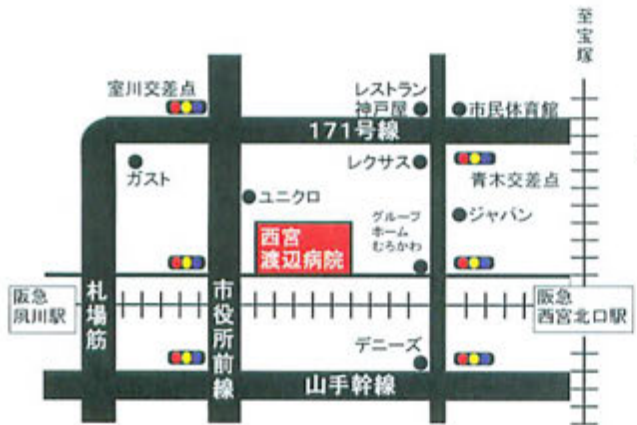 至宝塚
室川交差点
レストラン
神戸屋
市民体育館
171号線
ガスト
レクサス
青木交差点
ユニクロ
グループ
ホーム
むろかわ
ジャパン
西宮
渡辺病院
阪急
夙川駅
札場筋
市役所前線
阪急
西宮北口駅
デニーズ
山手幹線